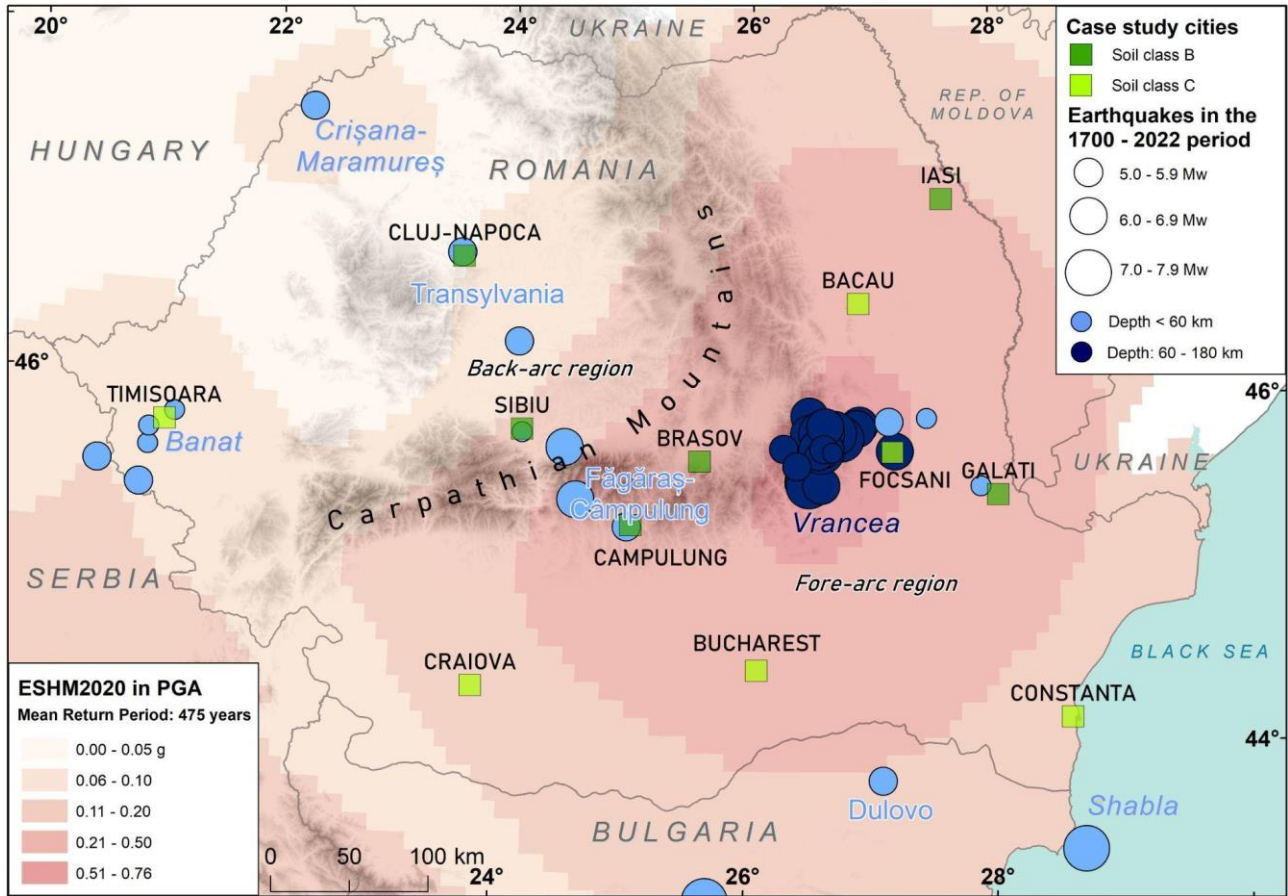 20°
22°
24°
26°
28°
UKRAINE
Case study cities
Soil class B
Soil class C
Earthquakes in the
1700 - 2022 period
5.0 - 5.9 Mw
6.0 - 6.9 Mw
7.0 - 7.9 Mw
Depth < 60 km
Depth: 60 - 180 km
REP. OF
MOLDOVA
HUNGARY
Crișana-
Maramureș
ROMANIA
IASI
CLUJ-NAPOCA
Transylvania
BACAU
Carpathian Mountains
46°
46°
Back-arc region
TIMISOARA
Banat
SIBIU
BRASOV
FOCSANI
GALATI
UKRAINE
Făgăraș-
Câmpulung
Vrancea
CAMPULUNG
SERBIA
Fore-arc region
BUCHAREST
CRAIOVA
BLACK SEA
CONSTANTA
44°
ESHM2020 in PGA
Mean Return Period: 475 years
0.00 - 0.05 g
0.06 - 0.10
0.11 - 0.20
0.21 - 0.50
0.51 - 0.76
Dulovo
Shabla
BULGARIA
0 50 100 km
24°
26°
28°